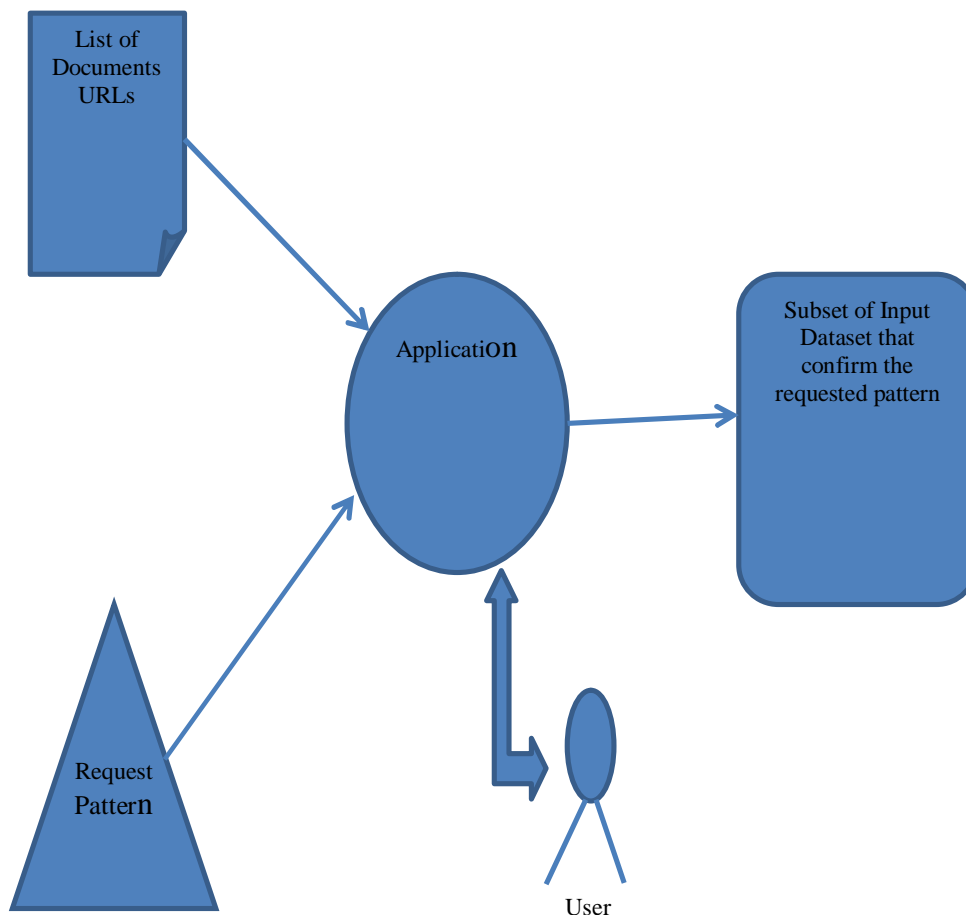 List of
Documents
URLs
Application
Subset of Input
Dataset that
confirm the
requested pattern
Request
Pattern
User